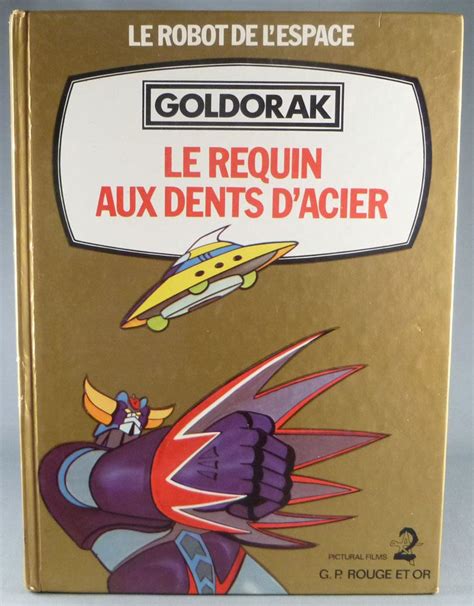 LE ROBOT DE L'ESPACE
GOLDORAK
LE REQUIN
AUX DENTS D'ACIER
PICTURAL FILMS 2
G.P. ROUGE ET OR